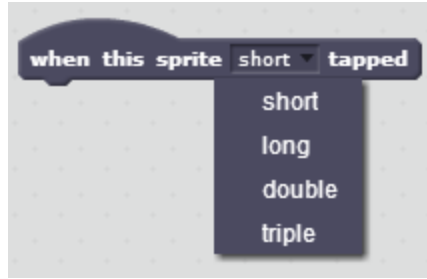 when this sprite short tapped
short
long
double
triple